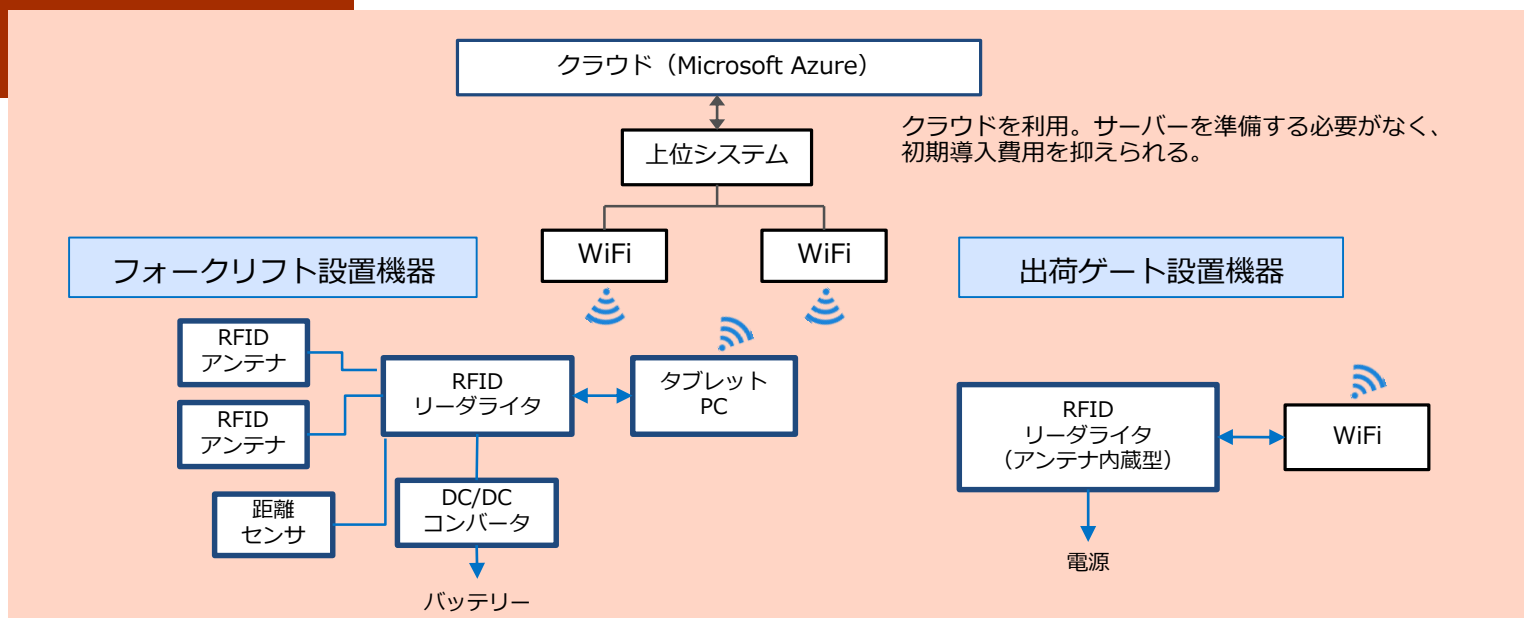 クラウド（Microsoft Azure）
クラウドを利用。サーバーを準備する必要がなく、
初期導入費用を抑えられる。
上位システム
WiFi
WiFi
フォークリフト設置機器
出荷ゲート設置機器
RFID
アンテナ
RFID
アンテナ
RFID
リーダライタ
タブレット
PC
距離
センサ
DC/DC
コンバータ
バッテリー
RFID
リーダライタ
（アンテナ内蔵型）
WiFi
電源